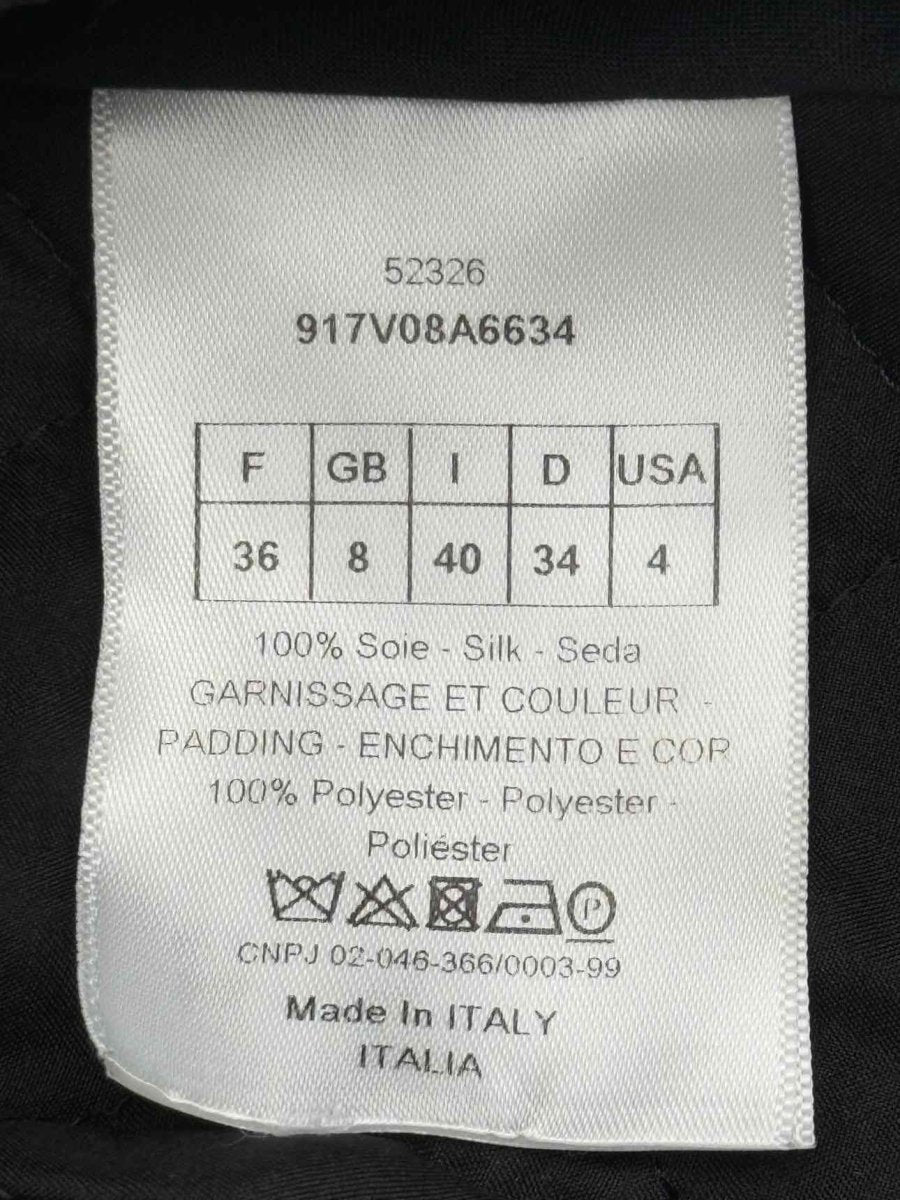 52326
917V08A6634
F GB I D USA
36 8 40 34 4
100% Soie - Silk - Seda
GARNISSAGE ET COULEUR -
PADDING - ENCHIMENTO E COR
100% Polyester - Polyester -
Poliéster
P
CNPJ 02-046-366/0003-99
Made In ITALY
ITALIA